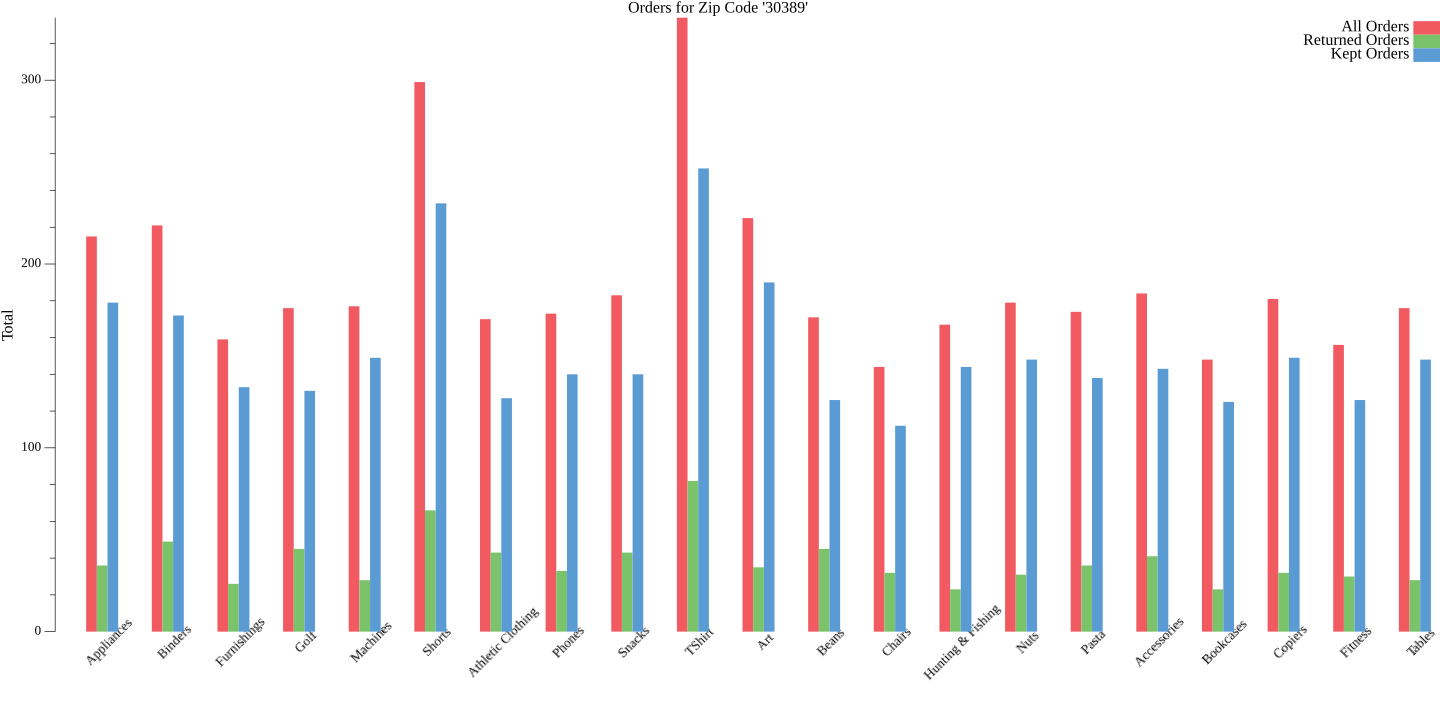 Orders for Zip Code '30389'
All Orders
Returned Orders
Kept Orders
Total
300
200
100
0
Appliances
Binders
Furnishings
Golf
Machines
Shorts
Athletic Clothing
Phones
Snacks
TShirt
Art
Beans
Chairs
Hunting & Fishing
Nuts
Pasta
Accessories
Bookcases
Copiers
Fitness
Tables